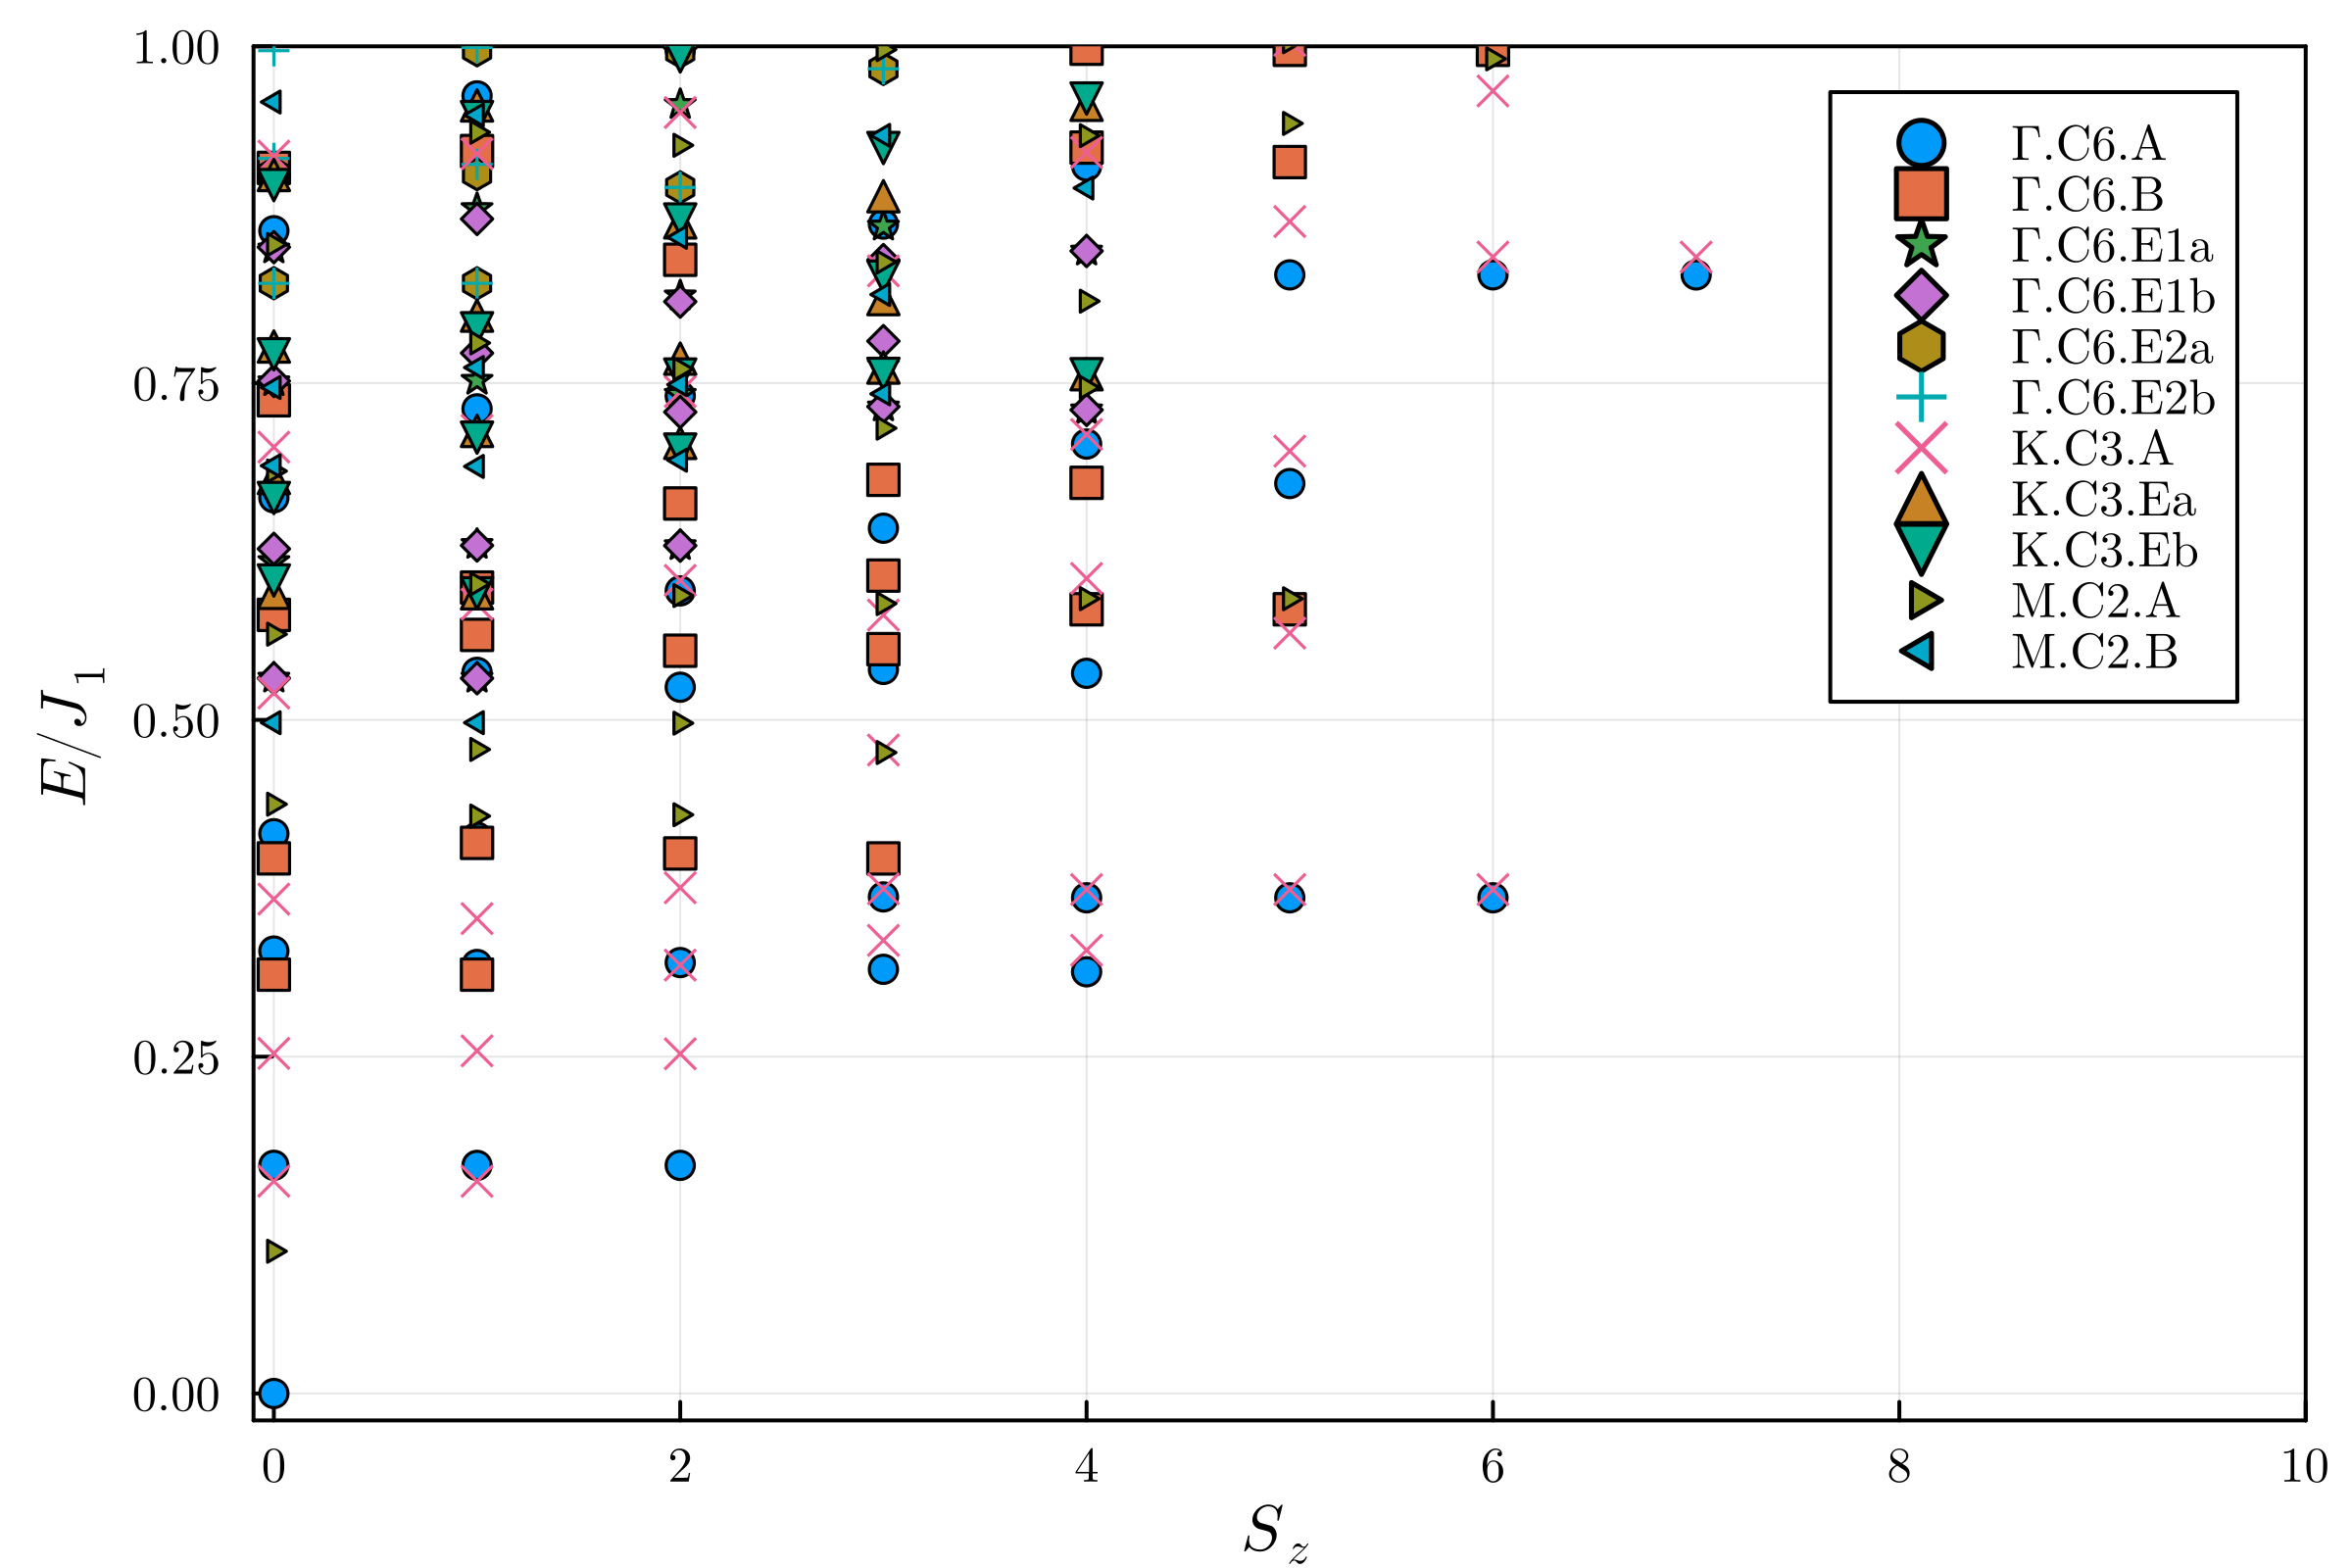 1.00
0.75
0.50
0.25
0.00
E/J₁
0 2 4 6 8 10
S_z
Γ.C6.A
Γ.C6.B
Γ.C6.E1a
Γ.C6.E1b
Γ.C6.E2a
Γ.C6.E2b
K.C3.A
K.C3.Ea
K.C3.Eb
M.C2.A
M.C2.B